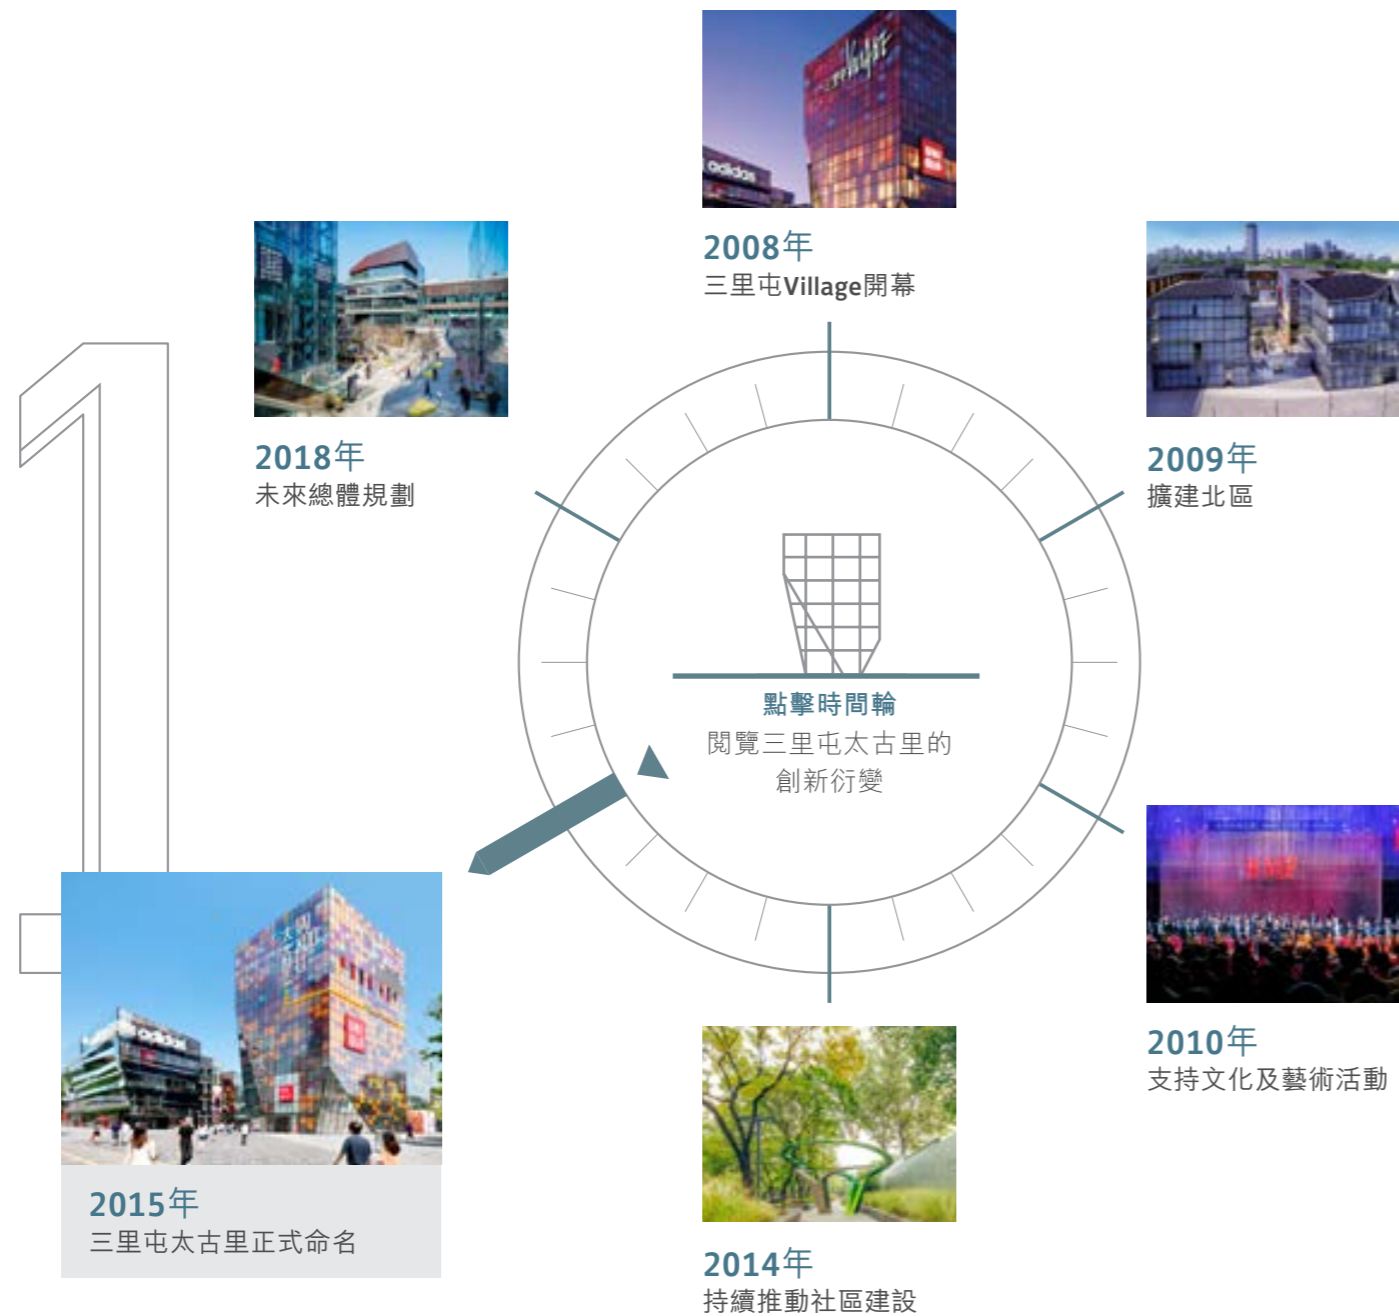 adidas
2008年
三里屯Village開幕
2009年
擴建北區
2010年
支持文化及藝術活動
2014年
持續推動社區建設
adidas
2015年
三里屯太古里正式命名
2018年
未來總體規劃
點擊時間輪
閱覽三里屯太古里的
創新衍變
1